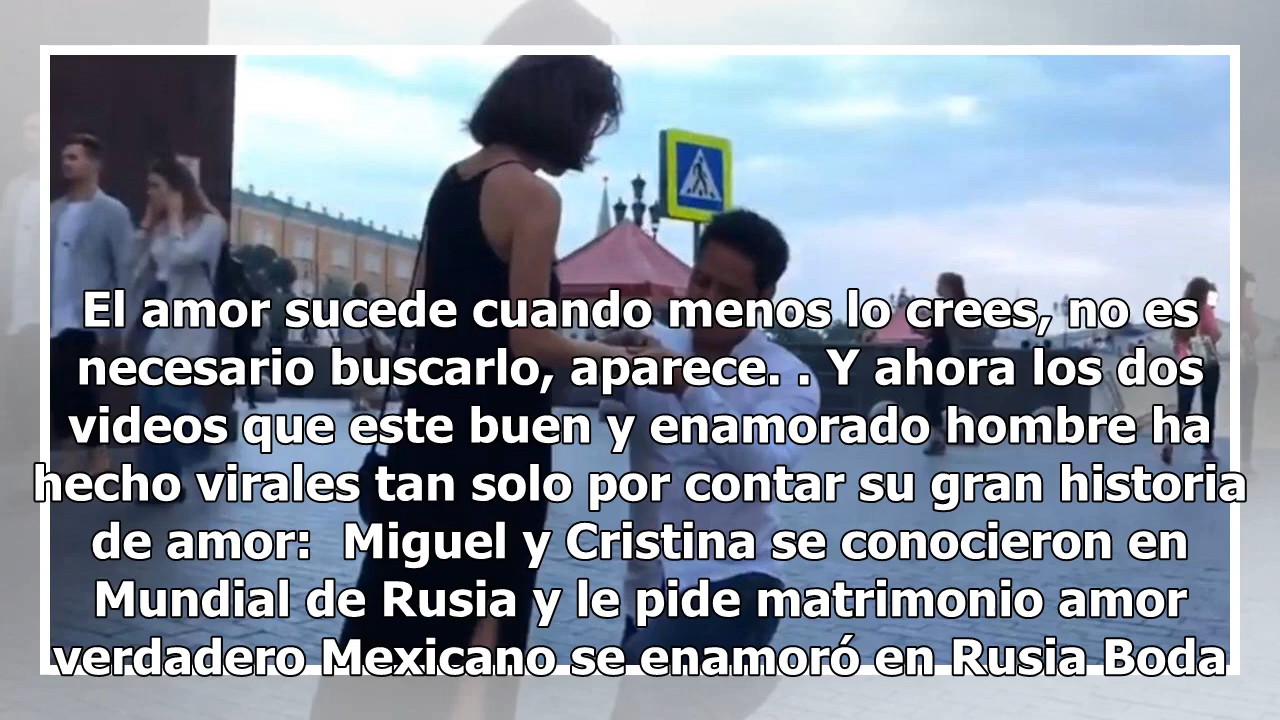 El amor sucede cuando menos lo crees, no es
necesario buscarlo, aparece. . Y ahora los dos
videos que este buen y enamorado hombre ha
hecho virales tan solo por contar su gran historia
de amor:  Miguel y Cristina se conocieron en
Mundial de Rusia y le pide matrimonio amor
verdadero Mexicano se enamoró en Rusia Boda